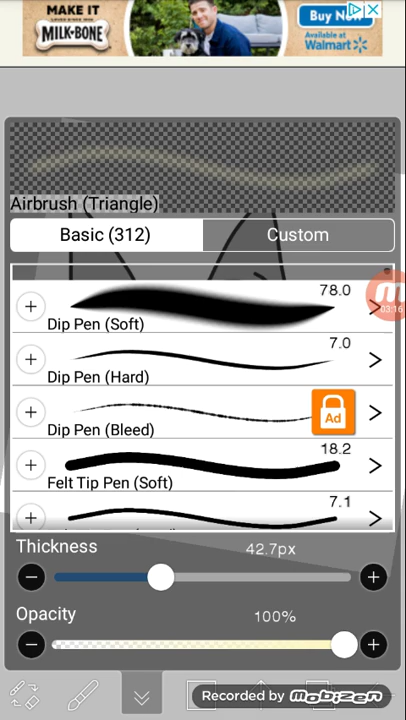 MAKE IT
MILK-BONE
Buy Now
Available at
Walmart
Airbrush (Triangle)
Basic (312)
Custom
78.0
Dip Pen (Soft)
03:16
7.0
Dip Pen (Hard)
Ad
Dip Pen (Bleed)
18.2
Felt Tip Pen (Soft)
7.1
Thickness
42.7px
Opacity
100%
Recorded by Mobizen